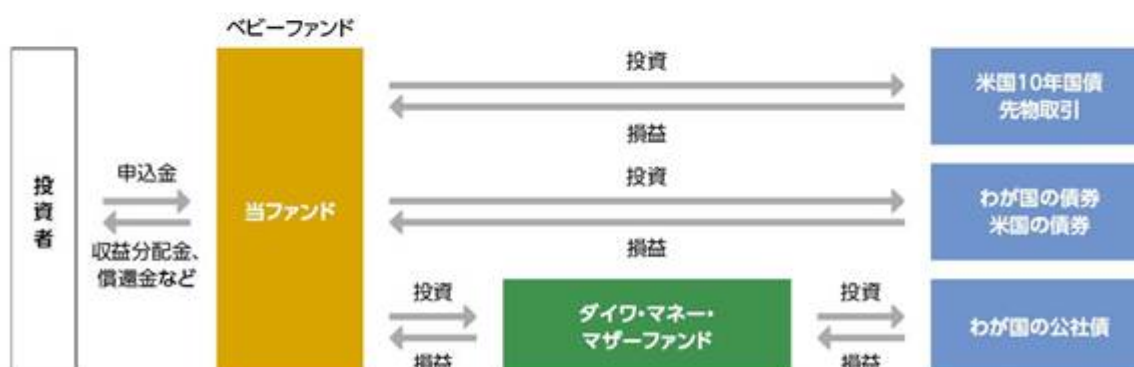 ベビーファンド
投資者
申込金
収益分配金、
償還金など
当ファンド
投資
損益
米国10年国債
先物取引
投資
損益
わが国の債券
米国の債券
投資
損益
ダイワ・マネー・
マザーファンド
投資
損益
わが国の公社債